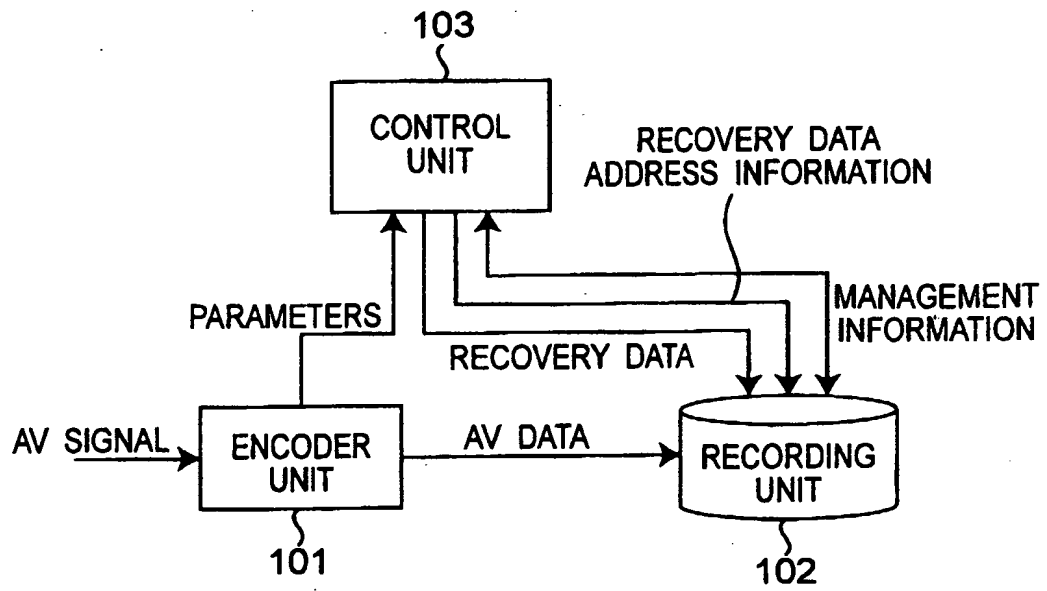 103
CONTROL
UNIT
RECOVERY DATA
ADDRESS INFORMATION
PARAMETERS
MANAGEMENT
INFORMATION
RECOVERY DATA
AV SIGNAL
ENCODER
UNIT
AV DATA
RECORDING
UNIT
101
102